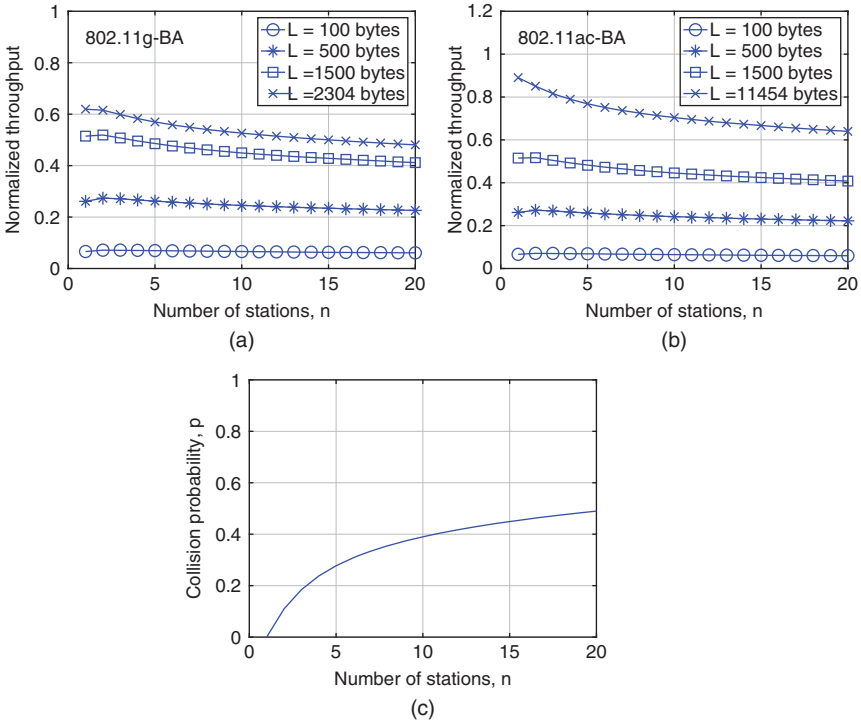 802.11g-BA
L = 100 bytes
L = 500 bytes
L =1500 bytes
L =2304 bytes
Normalized throughput
1
0.8
0.6
0.4
0.2
0
0 5 10 15 20
Number of stations, n
(a)
802.11ac-BA
L = 100 bytes
L = 500 bytes
L = 1500 bytes
L =11454 bytes
Normalized throughput
1.2
1
0.8
0.6
0.4
0.2
0
0 5 10 15 20
Number of stations, n
(b)
Collision probability, p
1
0.8
0.6
0.4
0.2
0
0 5 10 15 20
Number of stations, n
(c)